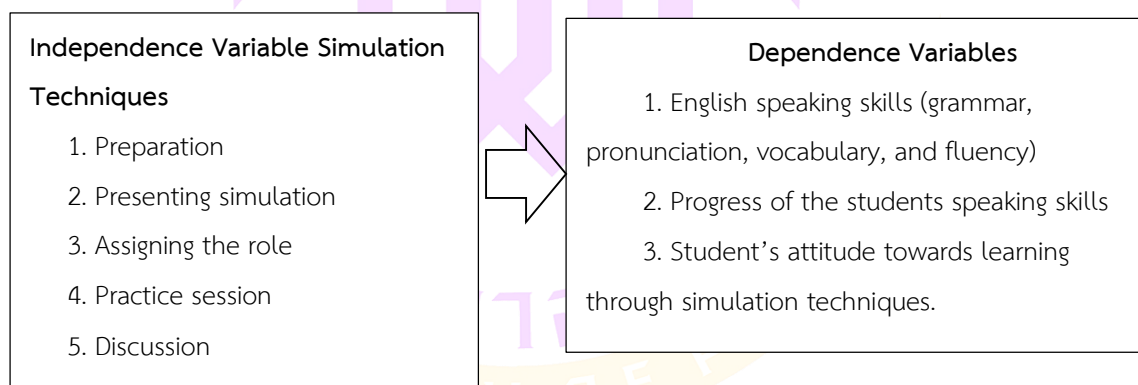 Independence Variable Simulation
Techniques
1. Preparation
2. Presenting simulation
3. Assigning the role
4. Practice session
5. Discussion
Dependence Variables
1. English speaking skills (grammar,
pronunciation, vocabulary, and fluency)
2. Progress of the students speaking skills
3. Student’s attitude towards learning
through simulation techniques.